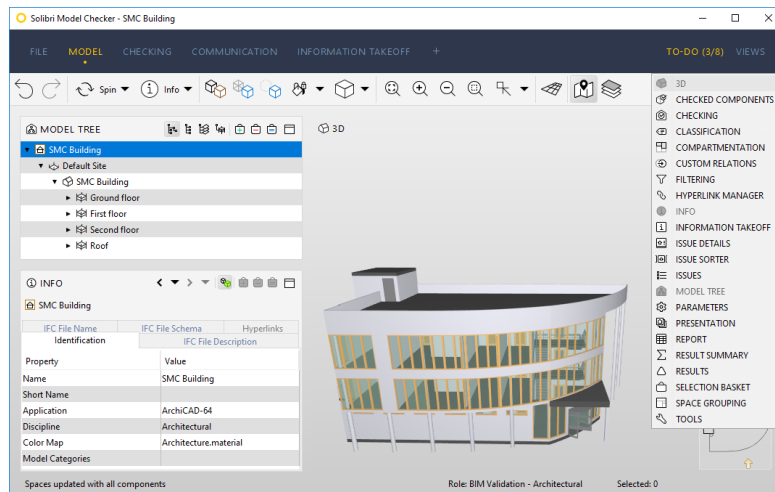 Solibri Model Checker - SMC Building
FILE MODEL CHECKING COMMUNICATION INFORMATION TAKEOFF + TO-DO (3/8) VIEWS
Spin Info
MODEL TREE
SMC Building
Default Site
SMC Building
Ground floor
First floor
Second floor
Roof
3D
INFO
SMC Building
IFC File Name IFC File Schema Hyperlinks
Identification IFC File Description
Property Value
Name SMC Building
Short Name
Application ArchiCAD-64
Discipline Architectural
Color Map Architecture.material
Model Categories
3D
CHECKED COMPONENTS
CHECKING
CLASSIFICATION
COMPARTMENTATION
CUSTOM RELATIONS
FILTERING
HYPERLINK MANAGER
INFO
INFORMATION TAKEOFF
ISSUE DETAILS
ISSUE SORTER
ISSUES
MODEL TREE
PARAMETERS
PRESENTATION
REPORT
RESULT SUMMARY
RESULTS
SELECTION BASKET
SPACE GROUPING
TOOLS
Spaces updated with all components Role: BIM Validation - Architectural Selected: 0